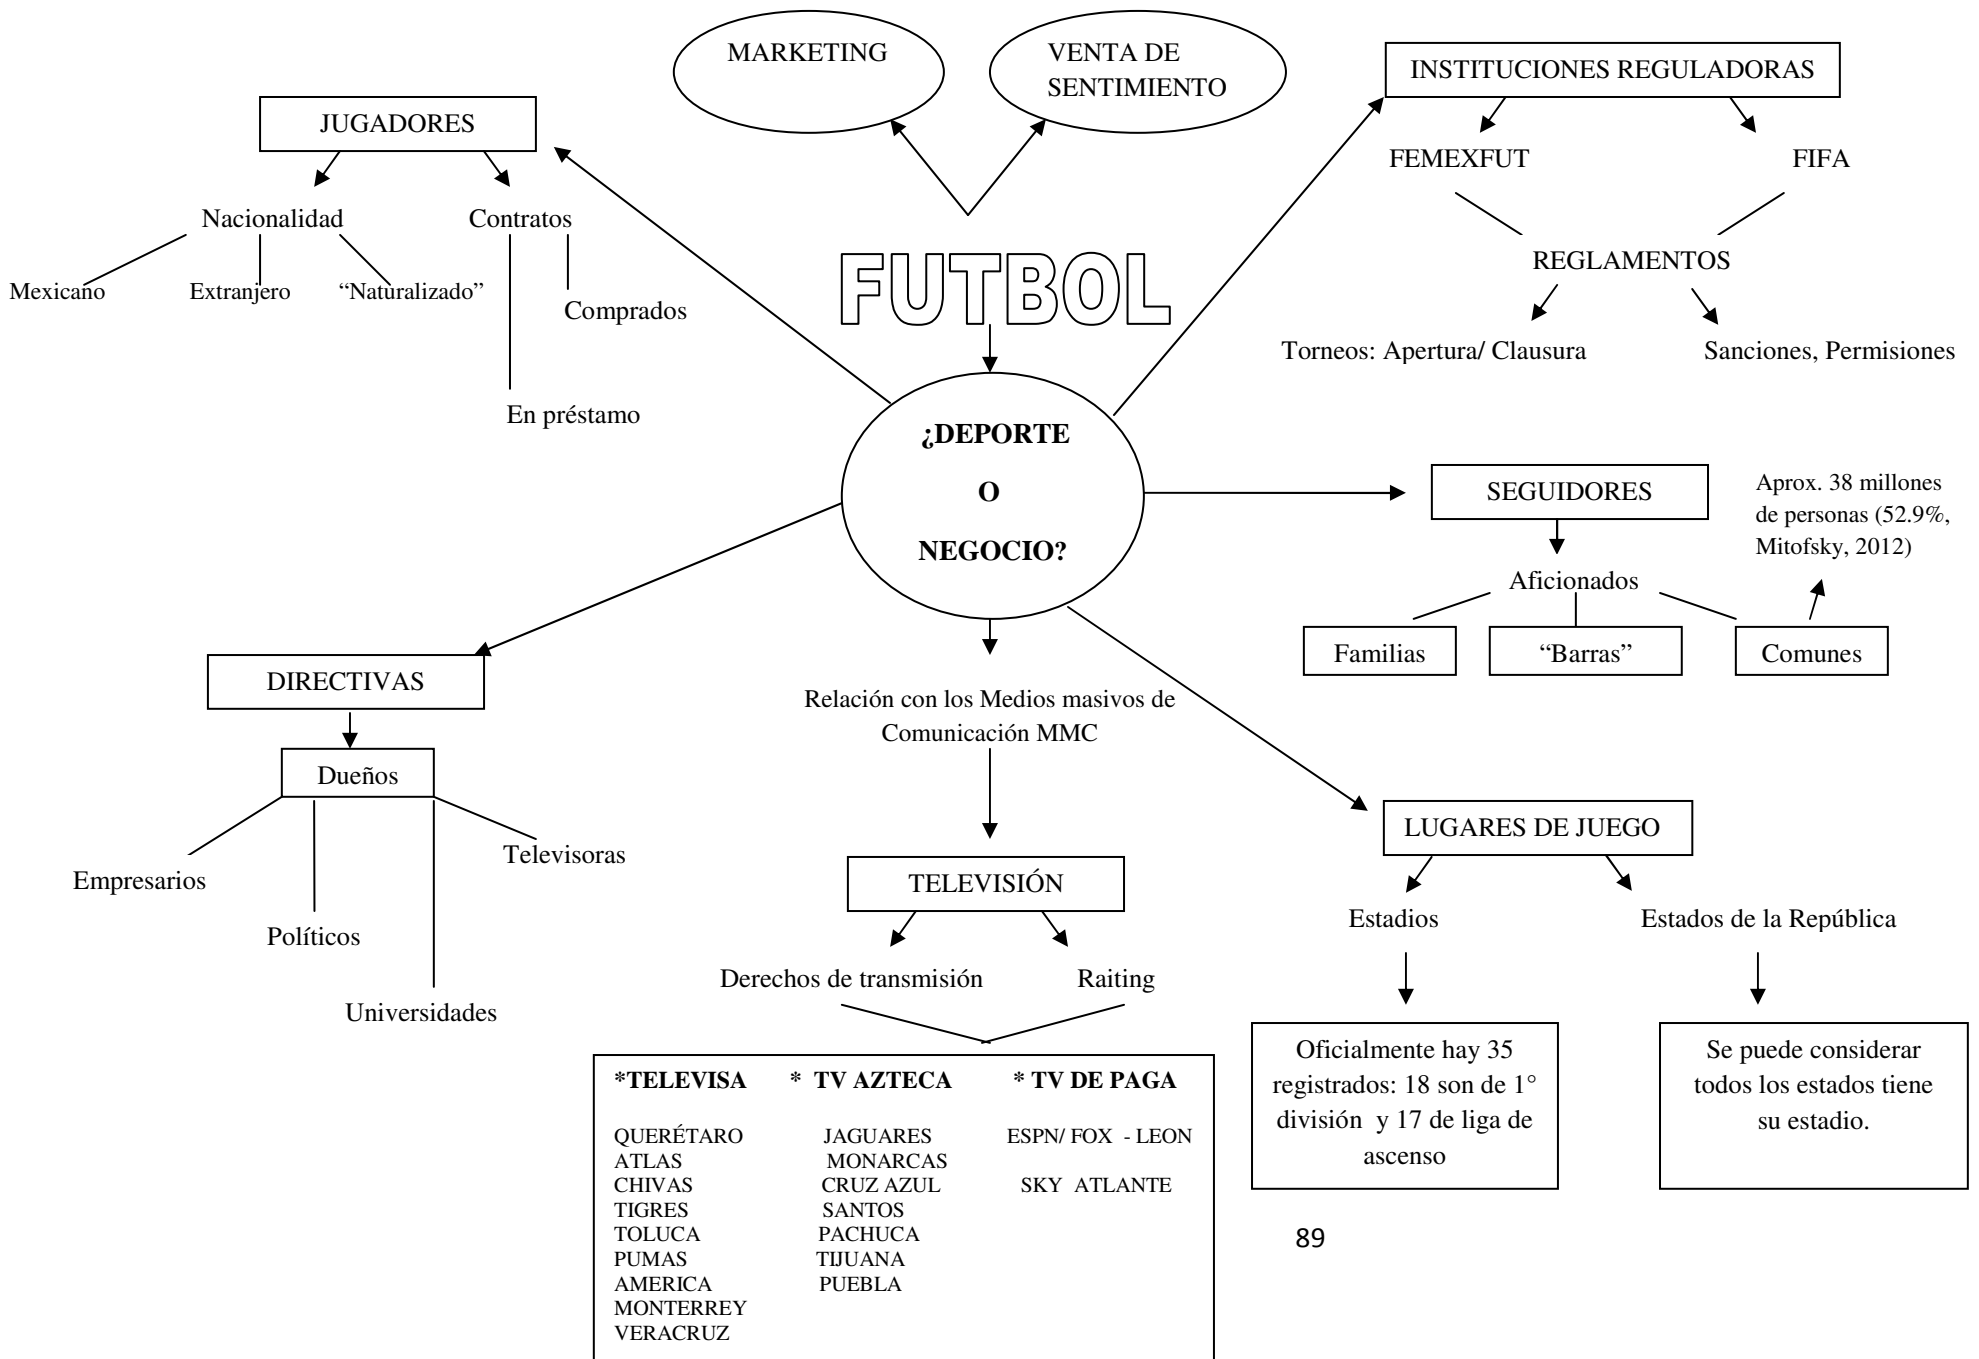 MARKETING
VENTA DE
SENTIMIENTO
INSTITUCIONES REGULADORAS
JUGADORES
FEMEXFUT
FIFA
Nacionalidad
Contratos
Mexicano
Extranjero
“Naturalizado”
Comprados
En préstamo
FUTBOL
REGLAMENTOS
Torneos: Apertura/ Clausura
Sanciones, Permisiones
¿DEPORTE
O
NEGOCIO?
SEGUIDORES
Aprox. 38 millones
de personas (52.9%,
Mitofsky, 2012)
Aficionados
Familias
“Barras”
Comunes
DIRECTIVAS
Dueños
Empresarios
Políticos
Universidades
Televisoras
Relación con los Medios masivos de
Comunicación MMC
TELEVISIÓN
Derechos de transmisión
Raiting
LUGARES DE JUEGO
Estadios
Estados de la República
Oficialmente hay 35
registrados: 18 son de 1°
división y 17 de liga de
ascenso
Se puede considerar
todos los estados tiene
su estadio.
*TELEVISA * TV AZTECA * TV DE PAGA
QUERÉTARO JAGUARES ESPN/ FOX - LEON
ATLAS MONARCAS
CHIVAS CRUZ AZUL SKY ATLANTE
TIGRES SANTOS
TOLUCA PACHUCA
PUMAS TIJUANA
AMERICA PUEBLA
MONTERREY
VERACRUZ
89